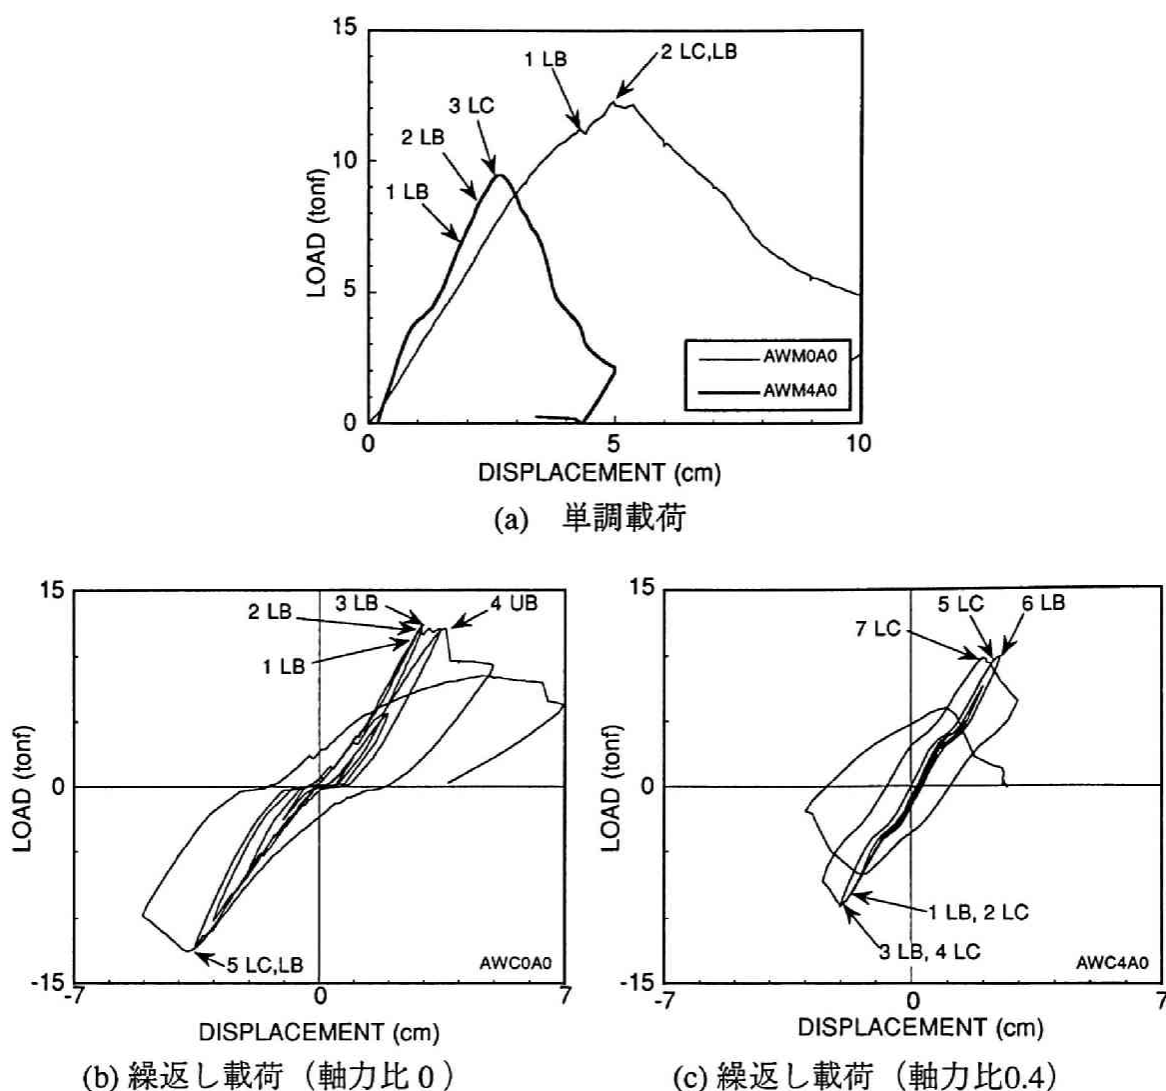 15
10
5
0
LOAD (tonf)
1 LB
2 LC,LB
3 LC
2 LB
1 LB
AWM0A0
AWM4A0
0
5
10
DISPLACEMENT (cm)
(a) 単調載荷
15
0
-15
LOAD (tonf)
3 LB
4 UB
2 LB
1 LB
5 LC,LB
AWC0A0
-7
0
7
DISPLACEMENT (cm)
(b) 繰返し載荷（軸力比 0 ）
15
0
-15
LOAD (tonf)
5 LC
6 LB
7 LC
1 LB, 2 LC
3 LB, 4 LC
AWC4A0
-7
0
7
DISPLACEMENT (cm)
(c) 繰返し載荷（軸力比0.4）